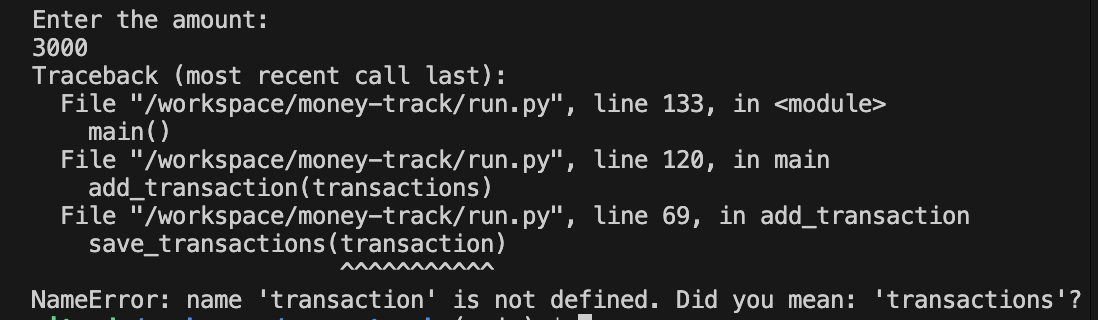 Enter the amount:
3000
Traceback (most recent call last):
  File "/workspace/money-track/run.py", line 133, in <module>
    main()
  File "/workspace/money-track/run.py", line 120, in main
    add_transaction(transactions)
  File "/workspace/money-track/run.py", line 69, in add_transaction
    save_transactions(transaction)
                      ^^^^^^^^^^^
NameError: name 'transaction' is not defined. Did you mean: 'transactions'?